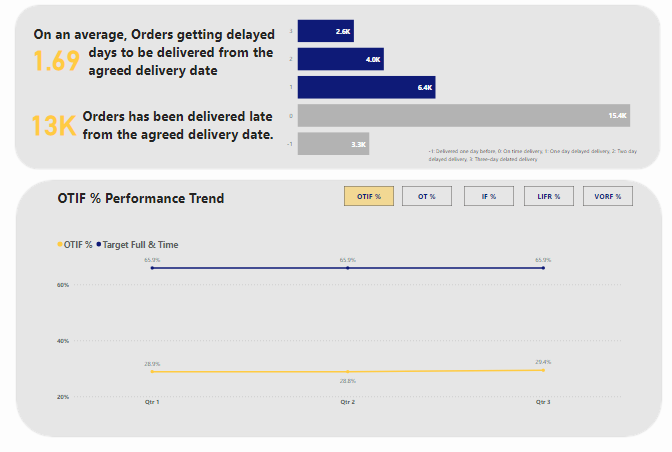 On an average, Orders getting delayed
1.69 days to be delivered from the
agreed delivery date
13K Orders has been delivered late
from the agreed delivery date.
3 2.6K
2 4.0K
1 6.4K
0 15.4K
-1 3.3K
-1: Delivered one day before, 0: On time delivery, 1: One day delayed delivery, 2: Two day
delayed delivery, 3: Three-day delated delivery
OTIF % Performance Trend
OTIF % OT % IF % LIFR % VORF %
OTIF % Target Full & Time
65.9% 65.9% 65.9%
60%
40%
28.9% 28.8% 29.4%
20%
Qtr 1 Qtr 2 Qtr 3